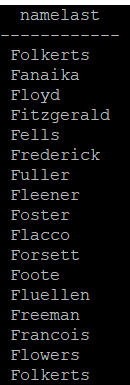 namelast
------------
Folkerts
Fanaika
Floyd
Fitzgerald
Fells
Frederick
Fuller
Fleener
Foster
Flacco
Forsett
Foote
Fluellen
Freeman
Francois
Flowers
Folkerts